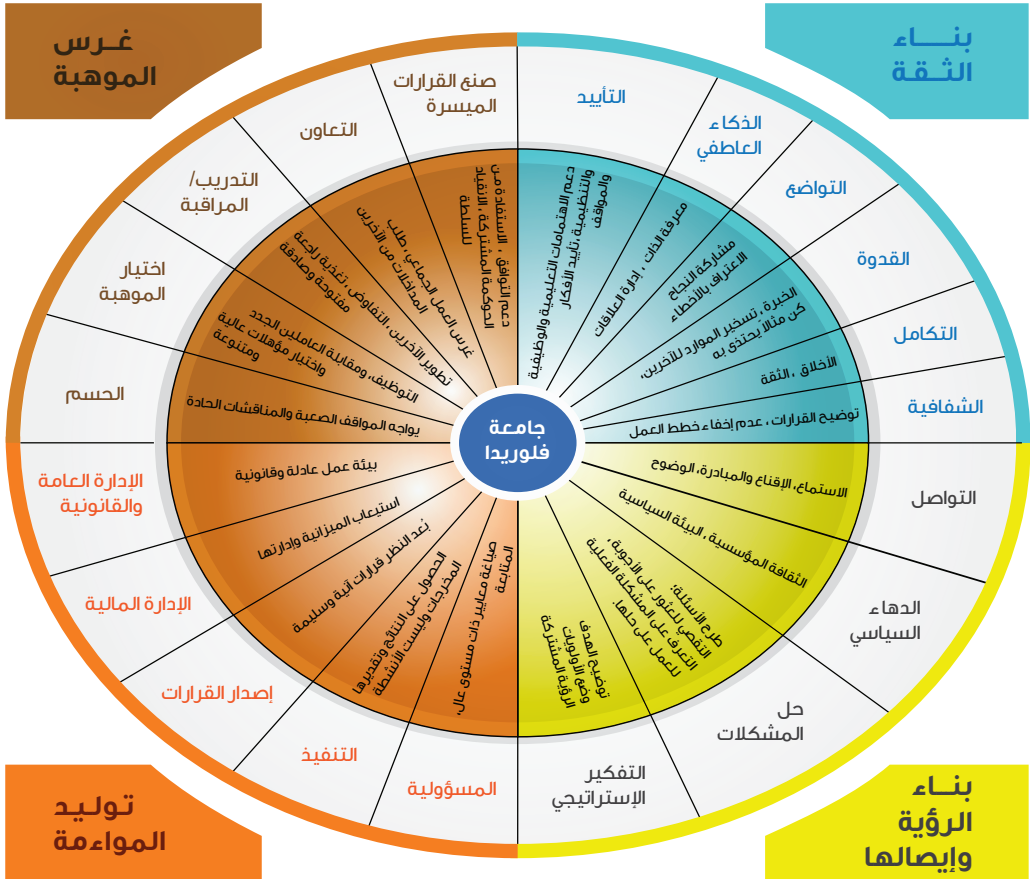 بنـــاء
الثـقـة
غـرس
الموهبة
التأييد
الذكاء
العاطفي
التواضع
القدوة
التكامل
الشفافية
دعم الاهتمامات التعليمية والوظيفية
والتنظيمية، تأييد الأفكار
والمواقف
معرفة الذات ، إدارة العلاقات
مشاركة النجاح
الاعتراف بالأخطاء
الخبرة ، تسخير الموارد للآخرين،
كن مثالاً يحتذى به
الأخلاق ، الثقة
توضيح القرارات ، عدم إخفاء خطط العمل
صنع القرارات
الميسرة
التعاون
التدريب/
المراقبة
اختيار
الموهبة
الحسم
دعم التوافق ، الاستفادة من
الحوكمة المشتركة ، الانقياد
للسلطة
غرس العمل الجماعي ، طلب
المداخلات من الآخرين
تطوير الآخرين ، التفاوض ، تغذية راجعة
مفتوحة وصادقة
التوظيف، ومقابلة العاملين الجدد
واختيار مؤهلات عالية
ومتنوعة
يواجه المواقف الصعبة والمناقشات الحادة
جامعة
فلوريدا
الإدارة العامة
والقانونية
الإدارة المالية
إصدار القرارات
التنفيذ
المسؤولية
بيئة عمل عادلة وقانونية
استيعاب الميزانية وإدارتها
بُعد النظر قرارات آنية وسليمة
الحصول على النتائج وتقديرها
المخرجات وليست الأنشطة
صياغة معايير ذات مستوى عال،
المتابعة
التواصل
الدهاء
السياسي
حل
المشكلات
التفكير
الإستراتيجي
الاستماع، الإقناع والمبادرة، الوضوح
الثقافة المؤسسية ، البيئة السياسية
طرح الأسئلة،
التقصي للعثور على الأجوبة ،
التعرف على المشكلة الفعلية
للعمل على حلها.
توضيح الهدف
وضع الأولويات
الرؤية المشتركة
توليد
المواءمة
بناء
الرؤية
وإيصالها